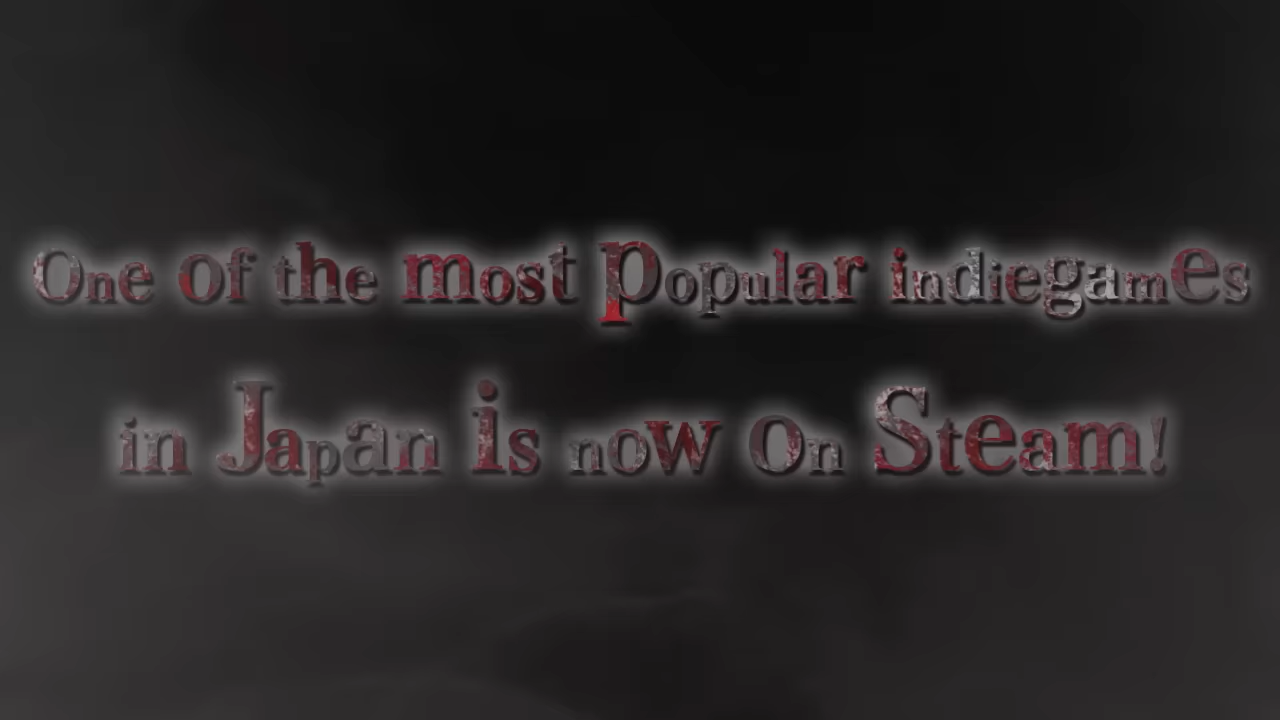 One Of the most Popular indiegames
in Japan is now On Steam!